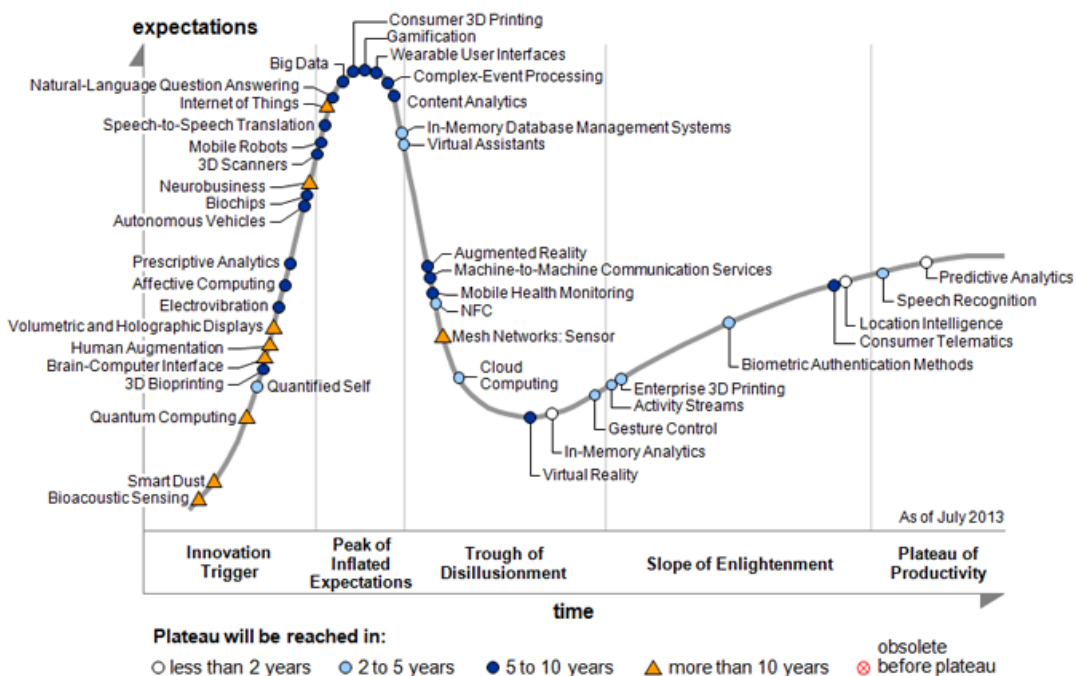 expectations
Consumer 3D Printing
Gamification
Wearable User Interfaces
Big Data
Complex-Event Processing
Natural-Language Question Answering
Internet of Things
Content Analytics
Speech-to-Speech Translation
In-Memory Database Management Systems
Mobile Robots
Virtual Assistants
3D Scanners
Neurobusiness
Biochips
Autonomous Vehicles
Augmented Reality
Prescriptive Analytics
Machine-to-Machine Communication Services
Affective Computing
Mobile Health Monitoring
Electrovibration
NFC
Volumetric and Holographic Displays
Mesh Networks: Sensor
Human Augmentation
Brain-Computer Interface
3D Bioprinting
Quantified Self
Cloud
Computing
Quantum Computing
Smart Dust
Bioacoustic Sensing
Predictive Analytics
Speech Recognition
Location Intelligence
Consumer Telematics
Biometric Authentication Methods
Enterprise 3D Printing
Activity Streams
Gesture Control
In-Memory Analytics
Virtual Reality
As of July 2013
Innovation
Trigger
Peak of
Inflated
Expectations
Trough of
Disillusionment
Slope of Enlightenment
Plateau of
Productivity
time
Plateau will be reached in:
less than 2 years
2 to 5 years
5 to 10 years
more than 10 years
obsolete
before plateau